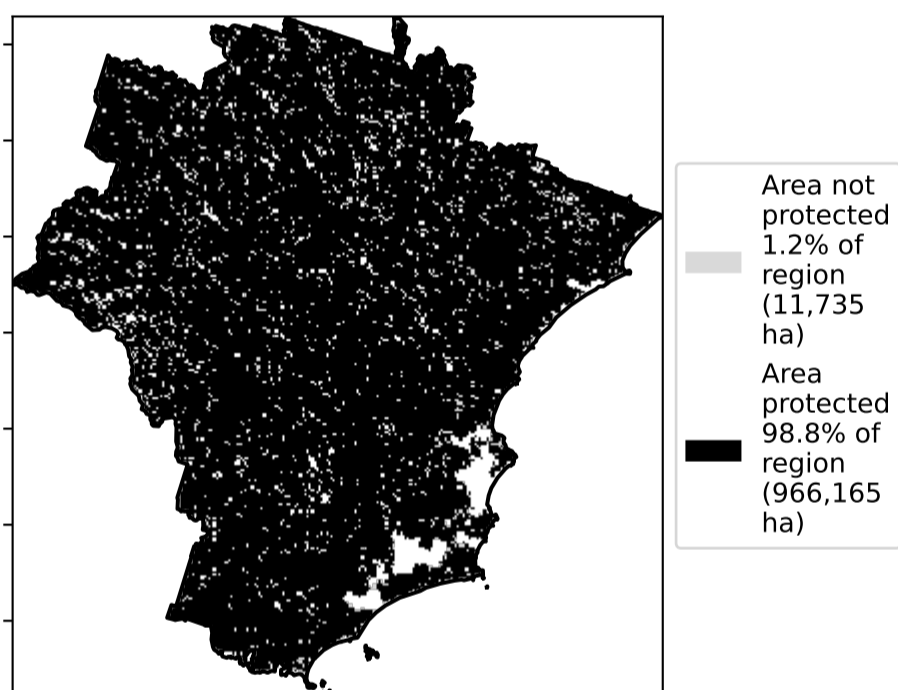 Area not
protected
1.2% of
region
(11,735
ha)
Area
protected
98.8% of
region
(966,165
ha)